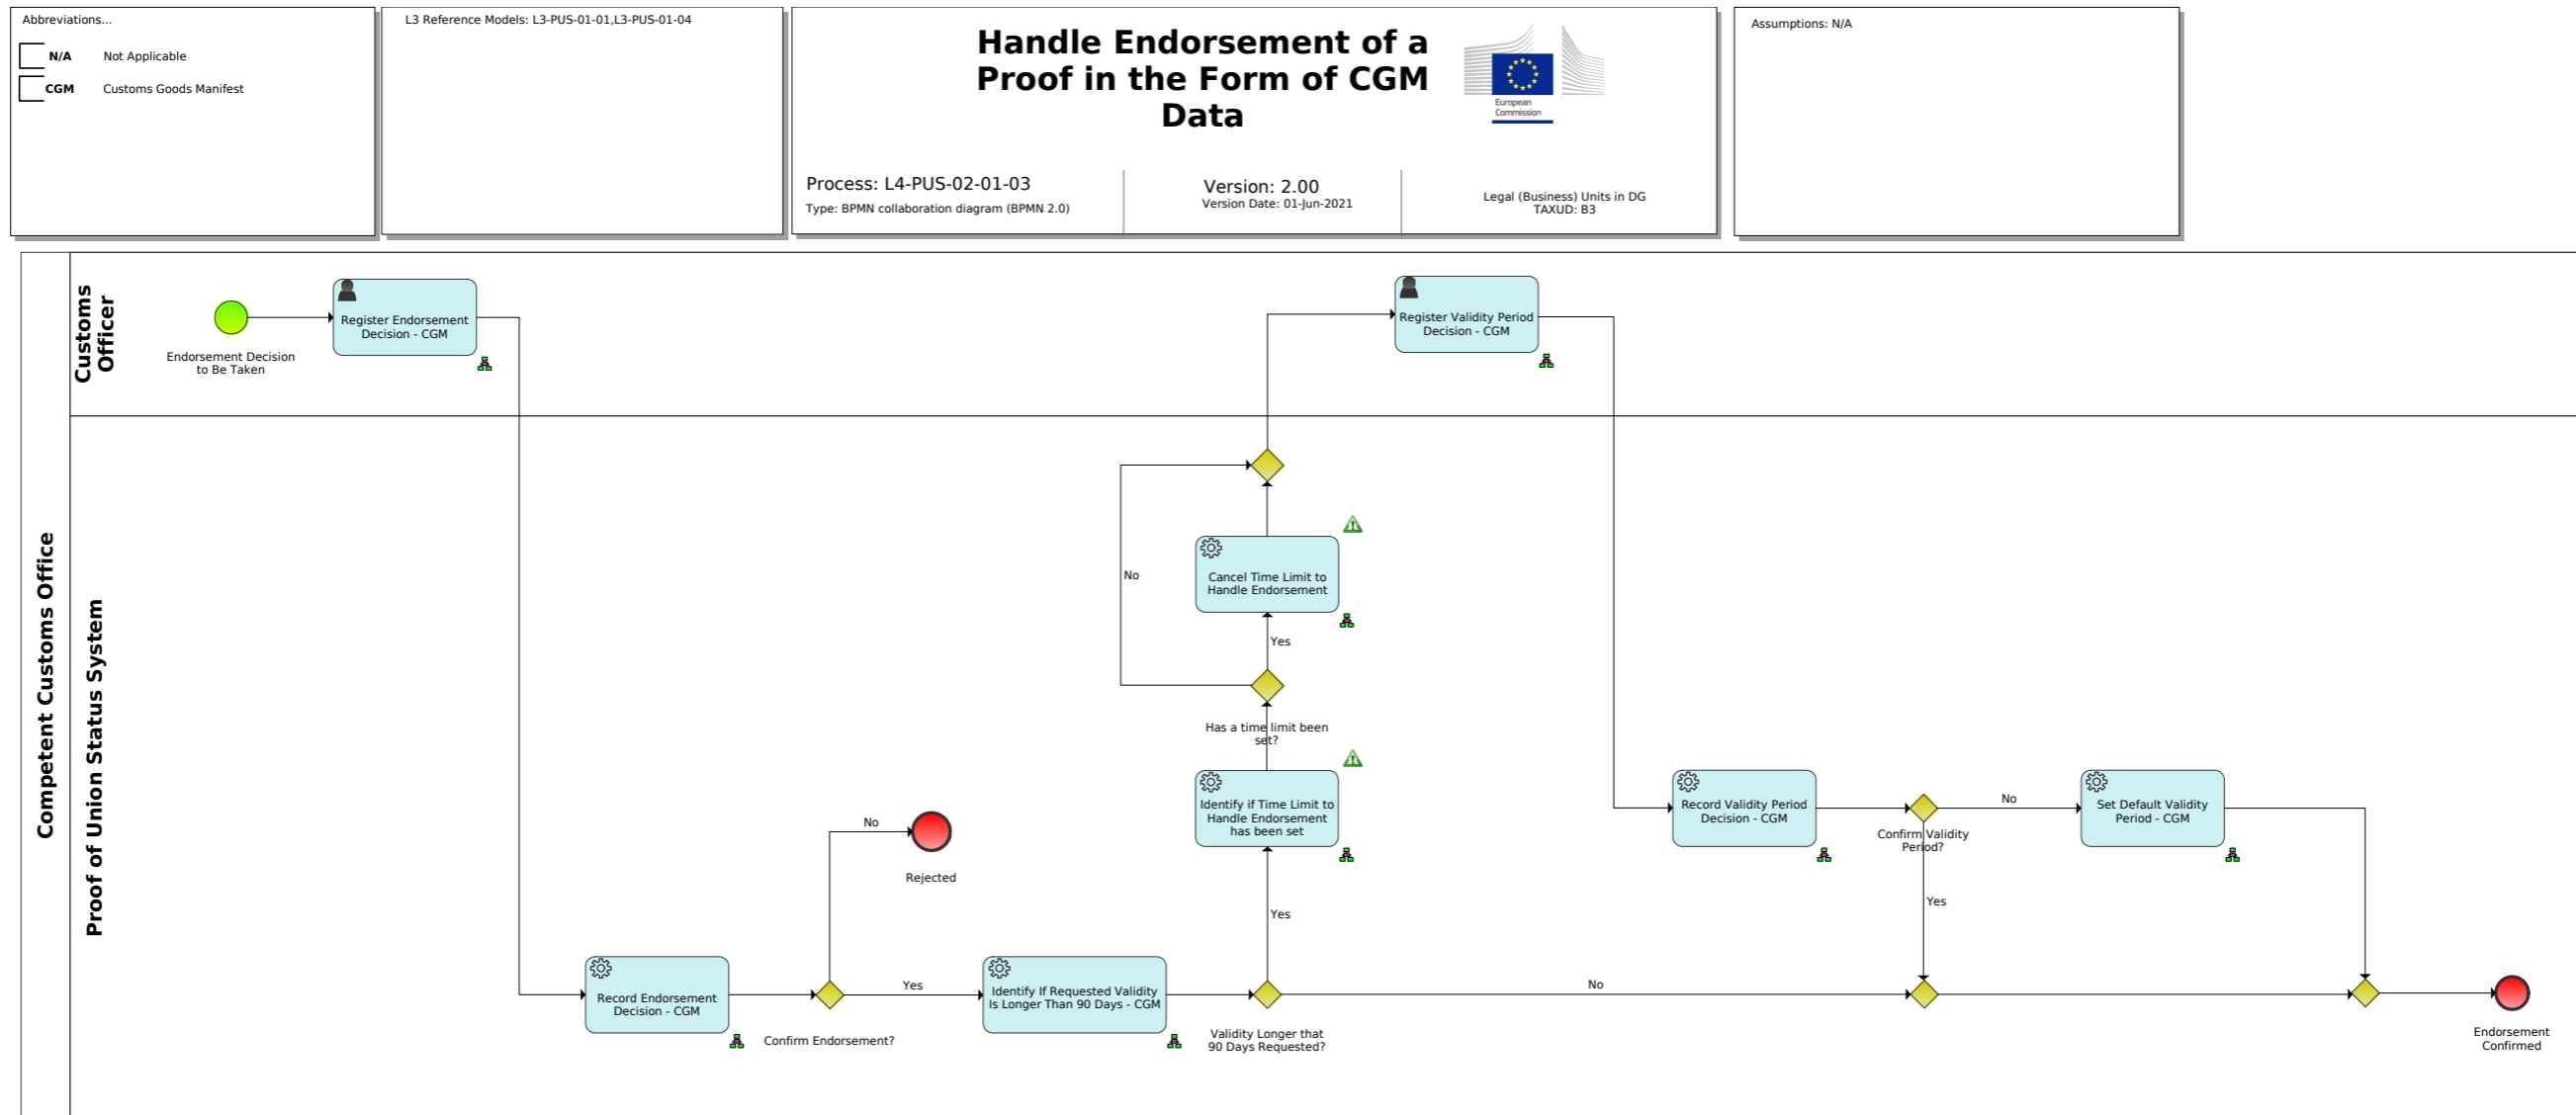 Abbreviations...
N/A Not Applicable
CGM Customs Goods Manifest
L3 Reference Models: L3-PUS-01-01,L3-PUS-01-04
Handle Endorsement of a
Proof in the Form of CGM
Data
European
Commission
Process: L4-PUS-02-01-03
Type: BPMN collaboration diagram (BPMN 2.0)
Version: 2.00
Version Date: 01-Jun-2021
Legal (Business) Units in DG
TAXUD: B3
Assumptions: N/A
Competent Customs Office
Customs
Officer
Endorsement Decision
to Be Taken
Register Endorsement
Decision - CGM
Register Validity Period
Decision - CGM
Proof of Union Status System
No
Cancel Time Limit to
Handle Endorsement
Yes
Has a time limit been
set?
Identify if Time Limit to
Handle Endorsement
has been set
Yes
No
Rejected
Record Endorsement
Decision - CGM
Confirm Endorsement?
Yes
Identify If Requested Validity
Is Longer Than 90 Days - CGM
Validity Longer that
90 Days Requested?
No
Record Validity Period
Decision - CGM
Confirm Validity
Period?
No
Yes
Set Default Validity
Period - CGM
Endorsement
Confirmed